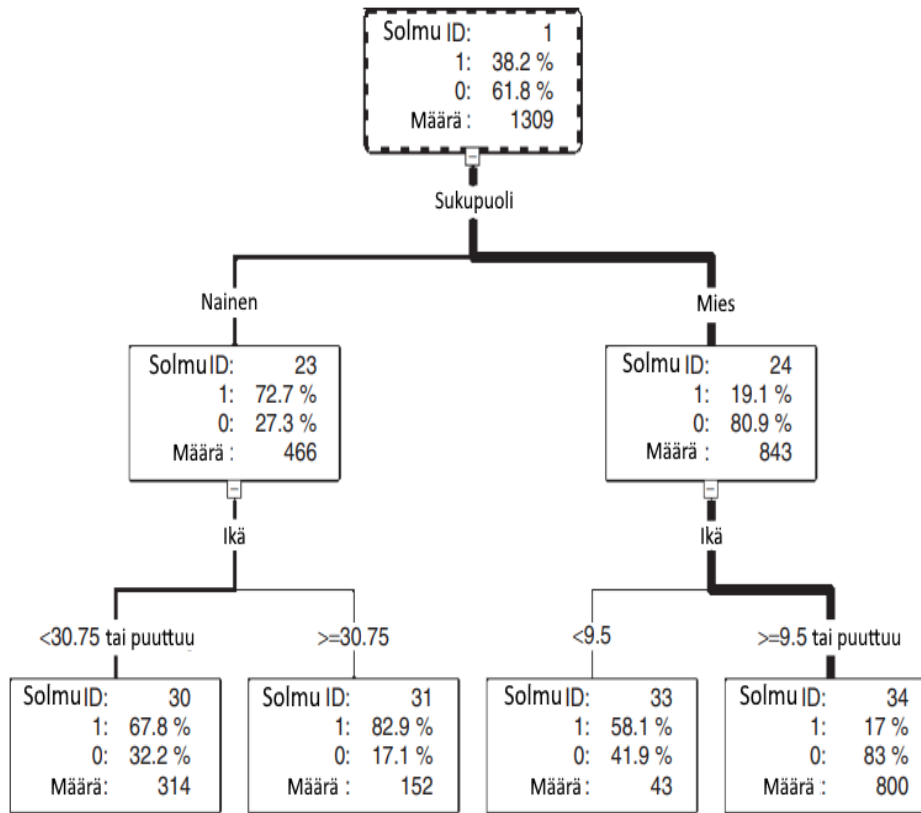 Solmu ID: 1
1: 38.2 %
0: 61.8 %
Määrä : 1309
Sukupuoli
Nainen
Mies
Solmu ID: 23
1: 72.7 %
0: 27.3 %
Määrä : 466
Solmu ID: 24
1: 19.1 %
0: 80.9 %
Määrä : 843
Ikä
Ikä
<30.75 tai puuttuu
>=30.75
<9.5
>=9.5 tai puuttuu
Solmu ID: 30
1: 67.8 %
0: 32.2 %
Määrä : 314
Solmu ID: 31
1: 82.9 %
0: 17.1 %
Määrä : 152
Solmu ID: 33
1: 58.1 %
0: 41.9 %
Määrä : 43
Solmu ID: 34
1: 17 %
0: 83 %
Määrä : 800